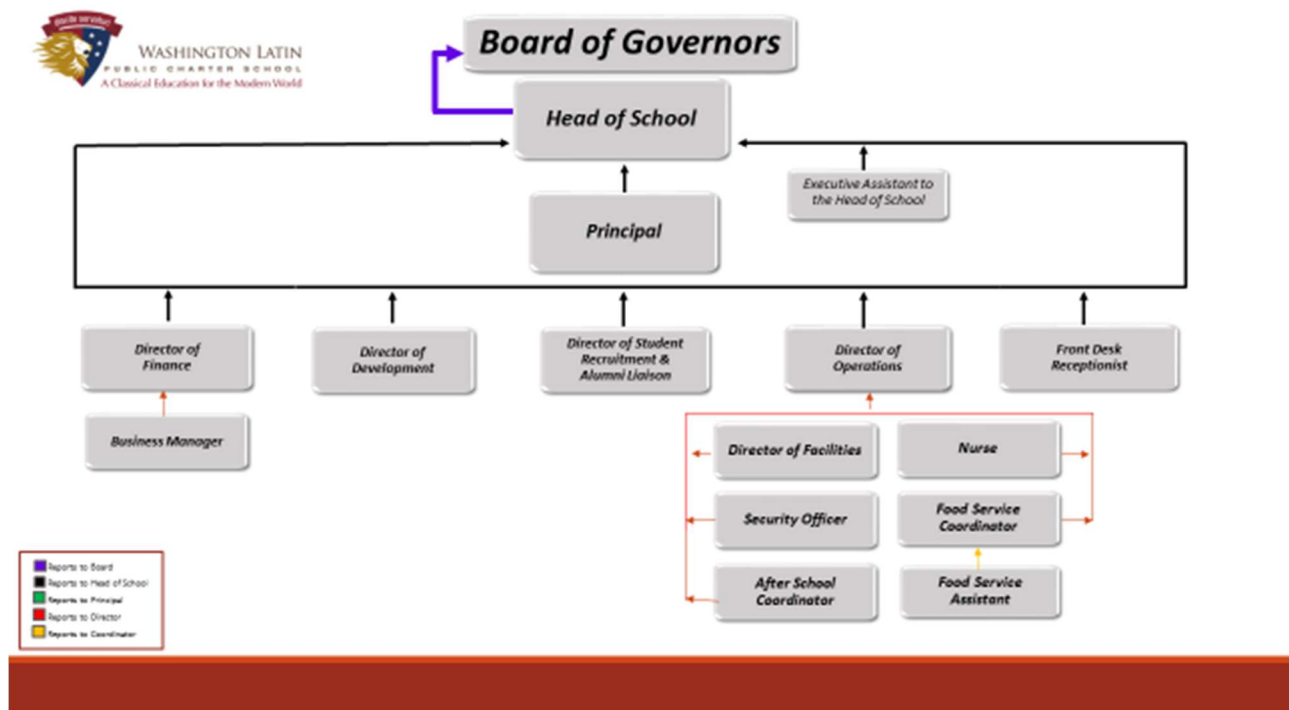 discite servitute
WASHINGTON LATIN
PUBLIC CHARTER SCHOOL
A Classical Education for the Modern World
Board of Governors
Head of School
Executive Assistant to
the Head of School
Principal
Director of
Finance
Director of
Development
Director of Student
Recruitment &
Alumni Liaison
Director of
Operations
Front Desk
Receptionist
Business Manager
Director of Facilities
Nurse
Security Officer
Food Service
Coordinator
After School
Coordinator
Food Service
Assistant
Reports to Board
Reports to Head of School
Reports to Principal
Reports to Director
Reports to Coordinator